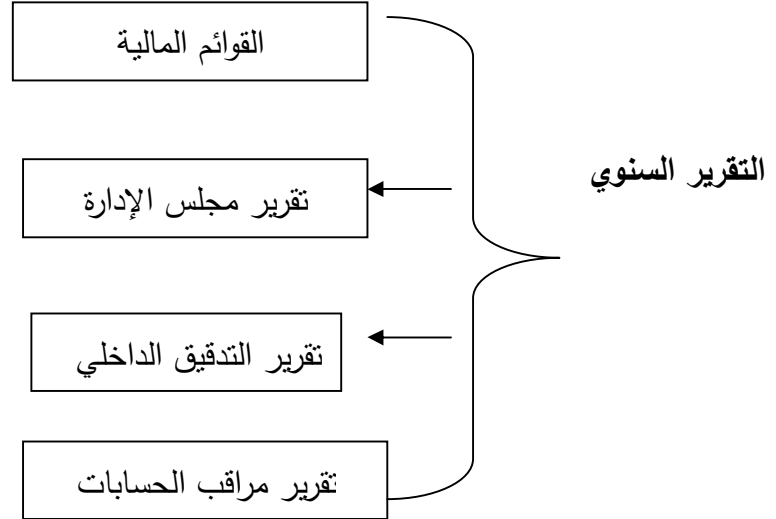 القوائم المالية
التقرير السنوي
تقرير مجلس الإدارة
تقرير التدقيق الداخلي
تقرير مراقب الحسابات